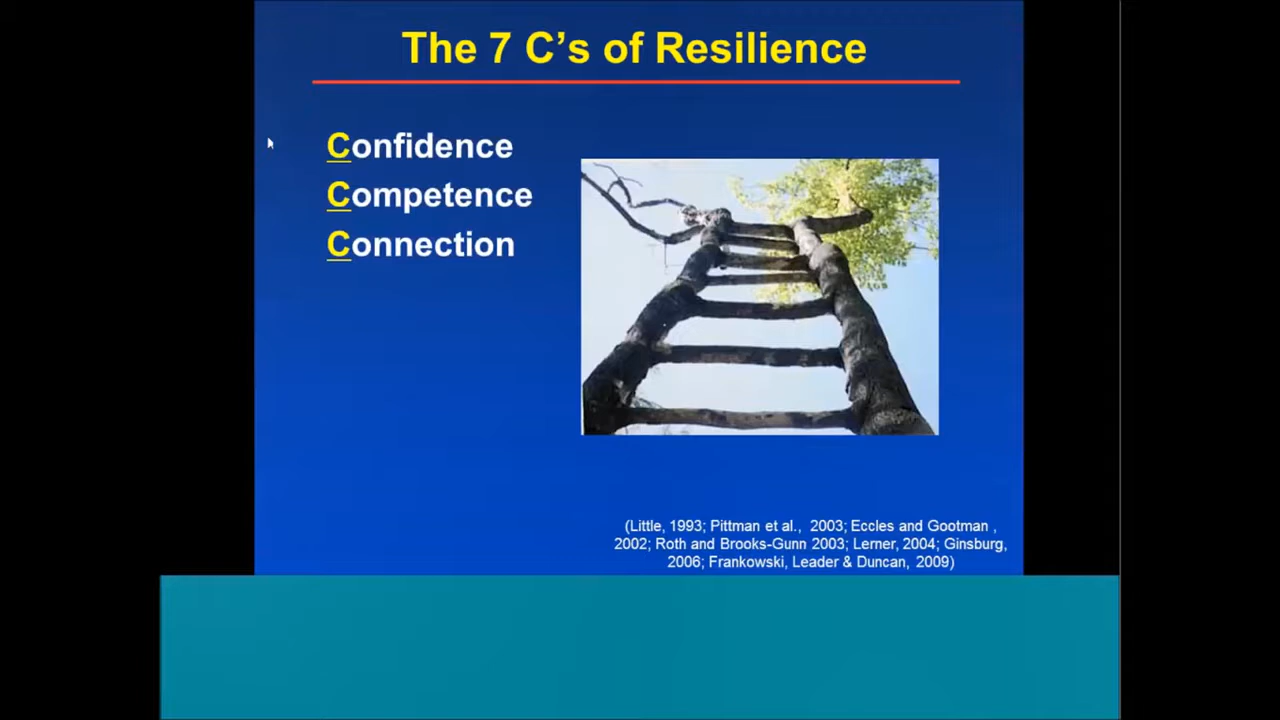 The 7 C’s of Resilience
Confidence
Competence
Connection
(Little, 1993; Pittman et al., 2003; Eccles and Gootman ,
2002; Roth and Brooks-Gunn 2003; Lerner, 2004; Ginsburg,
2006; Frankowski, Leader & Duncan, 2009)